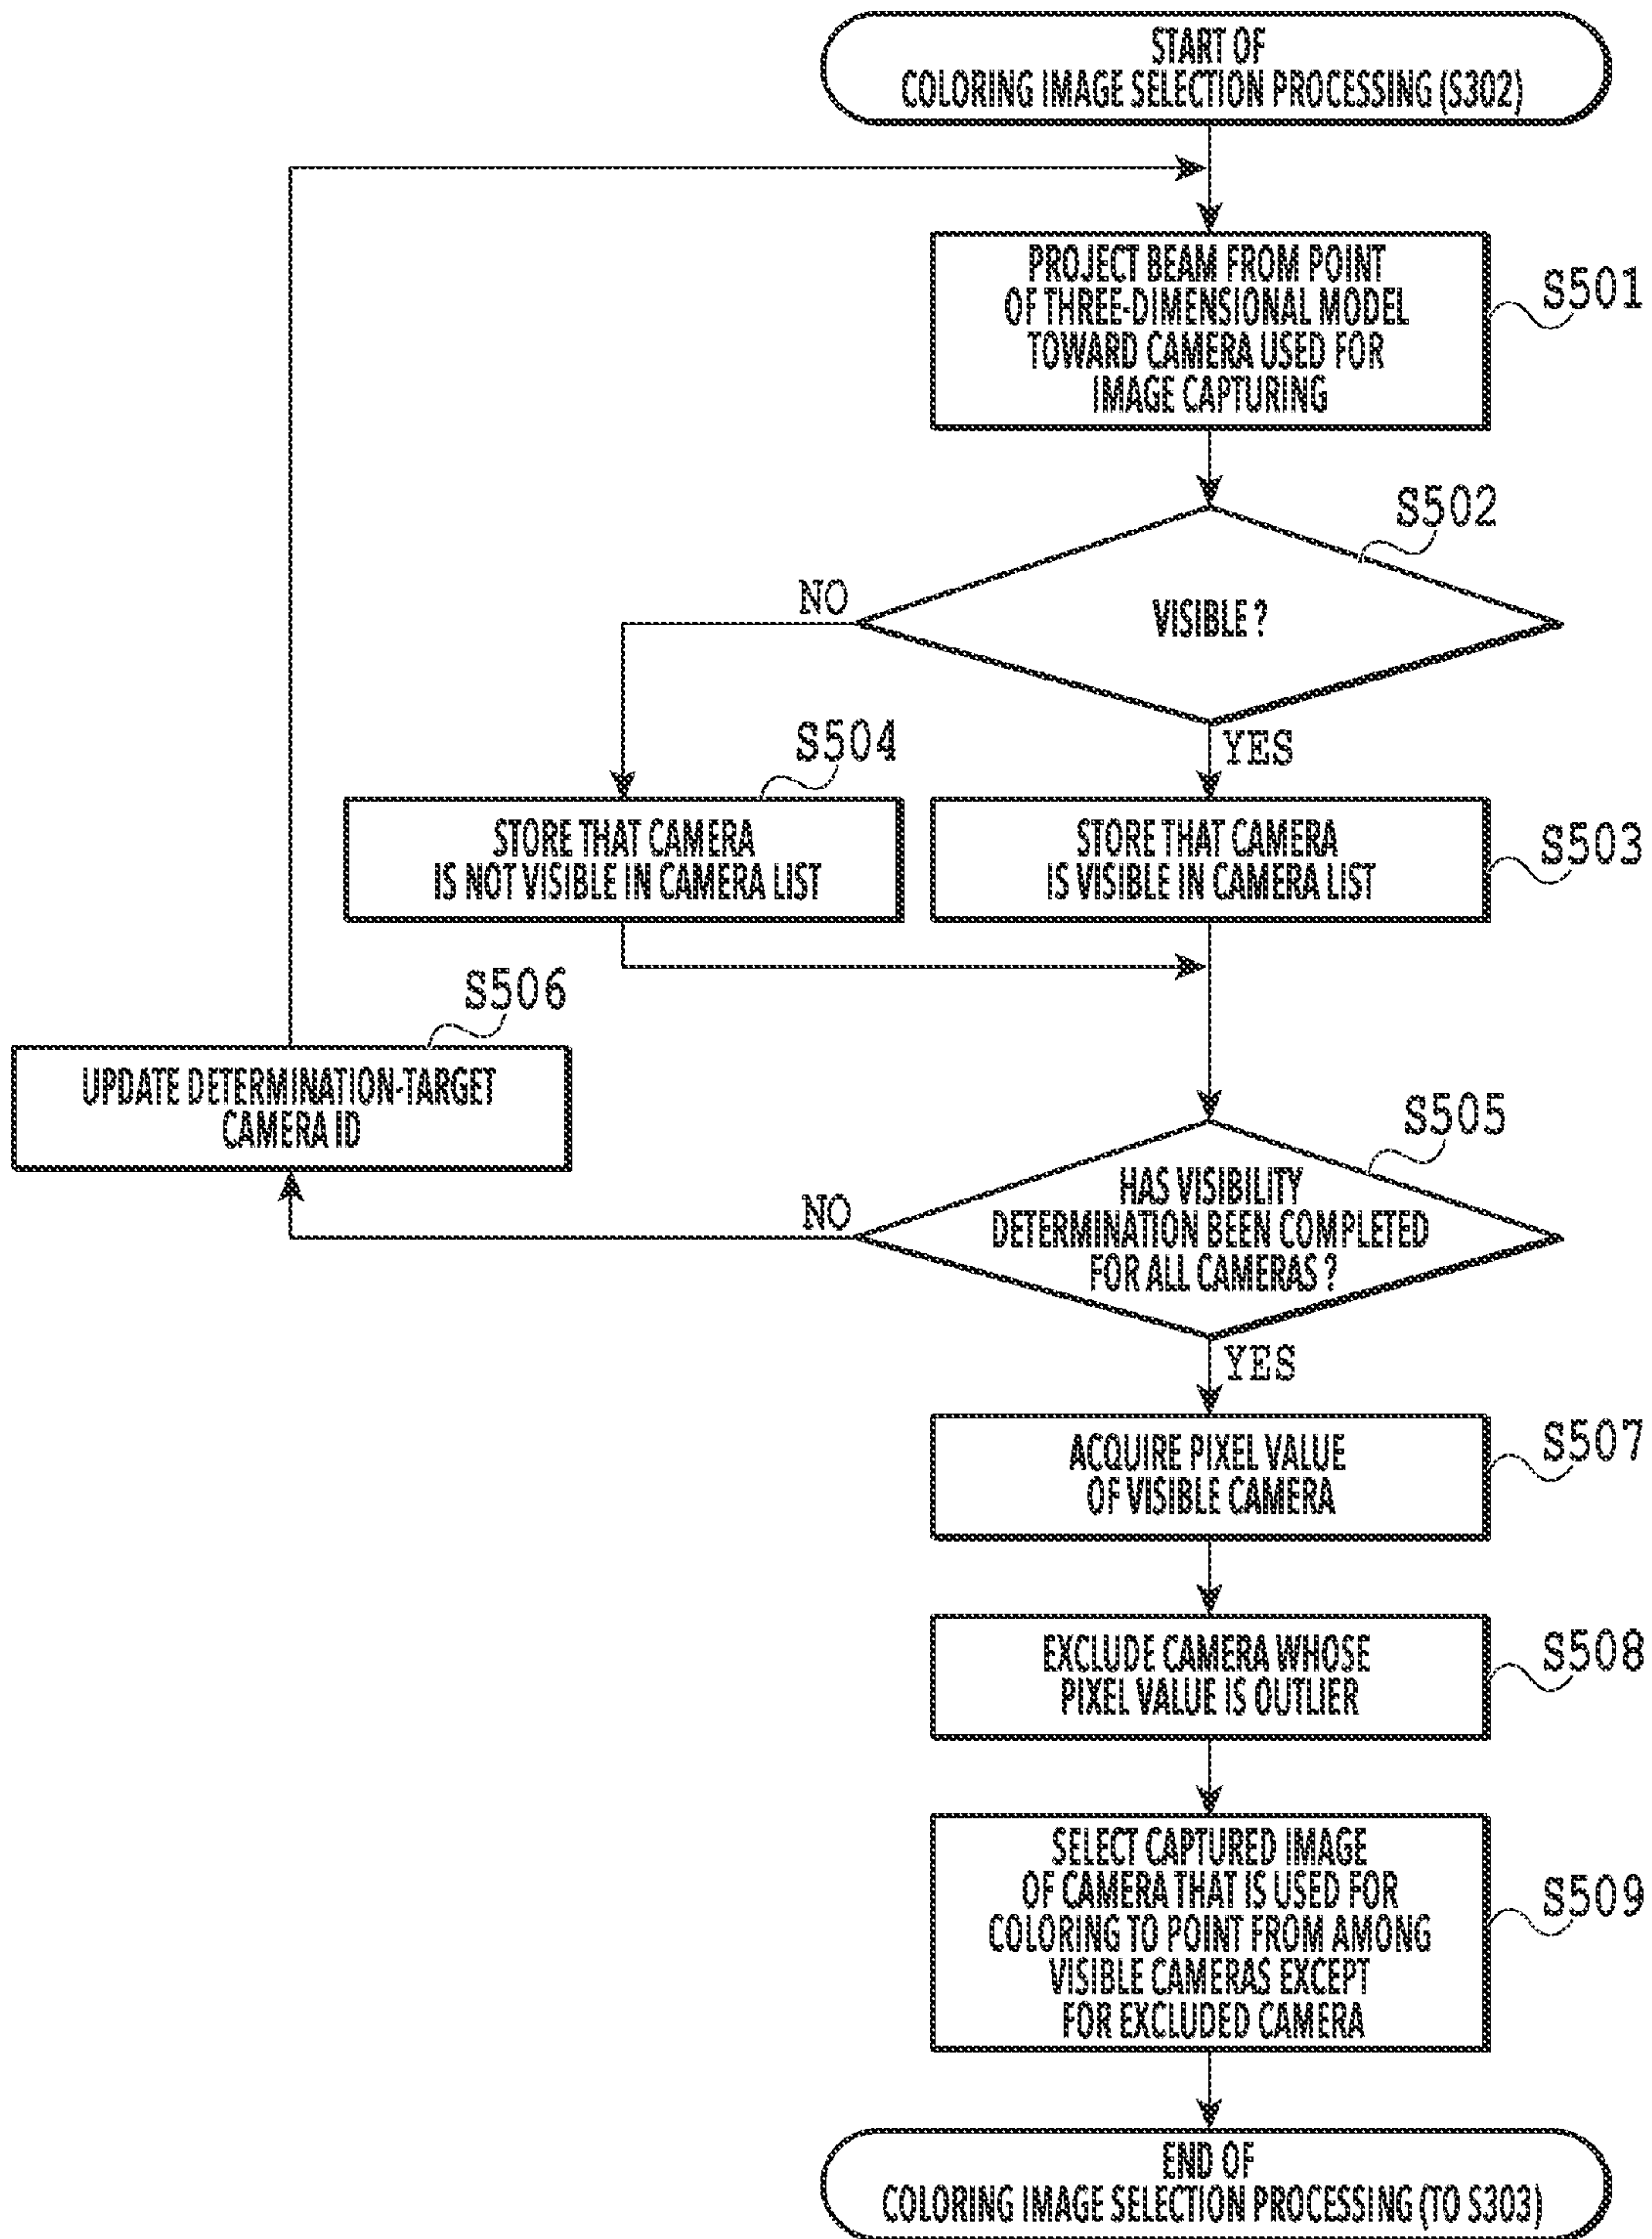 START OF
COLORING IMAGE SELECTION PROCESSING (S302)
PROJECT BEAM FROM POINT
OF THREE-DIMENSIONAL MODEL
TOWARD CAMERA USED FOR
IMAGE CAPTURING
S501
S502
VISIBLE ?
NO
YES
S504
STORE THAT CAMERA
IS NOT VISIBLE IN CAMERA LIST
STORE THAT CAMERA
IS VISIBLE IN CAMERA LIST
S503
S506
UPDATE DETERMINATION-TARGET
CAMERA ID
S505
HAS VISIBILITY
DETERMINATION BEEN COMPLETED
FOR ALL CAMERAS ?
NO
YES
ACQUIRE PIXEL VALUE
OF VISIBLE CAMERA
S507
EXCLUDE CAMERA WHOSE
PIXEL VALUE IS OUTLIER
S508
SELECT CAPTURED IMAGE
OF CAMERA THAT IS USED FOR
COLORING TO POINT FROM AMONG
VISIBLE CAMERAS EXCEPT
FOR EXCLUDED CAMERA
S509
END OF
COLORING IMAGE SELECTION PROCESSING (TO S303)